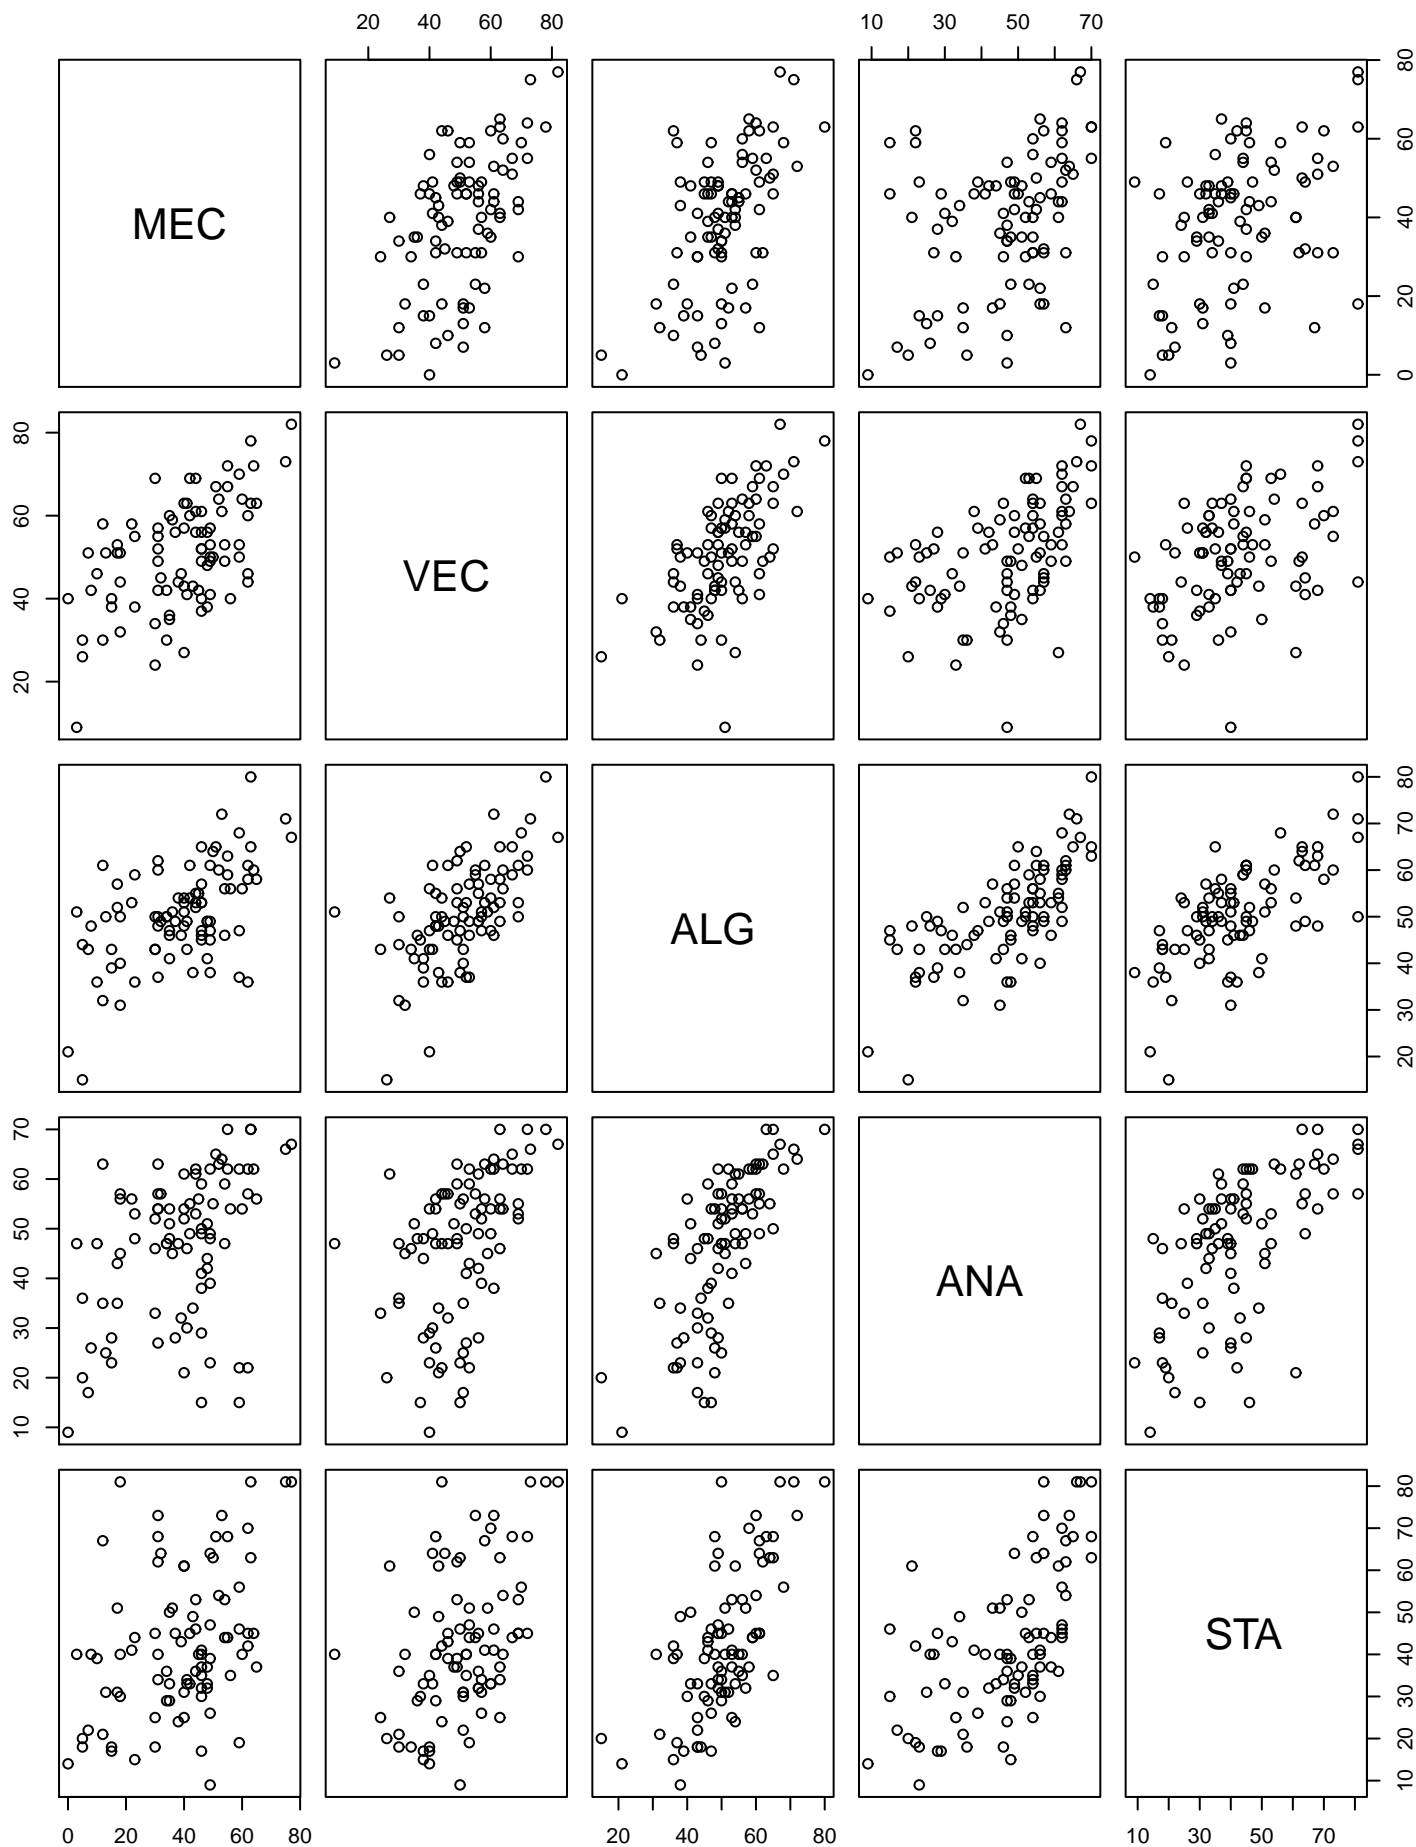 20 40 60 80
10 30 50 70
MEC
0 20 40 60 80
20 40 60 80
VEC
ALG
20 30 40 50 60 70 80
10 20 30 40 50 60 70
ANA
STA
10 20 30 40 50 60 70 80
0 20 40 60 80
20 40 60 80
10 30 50 70